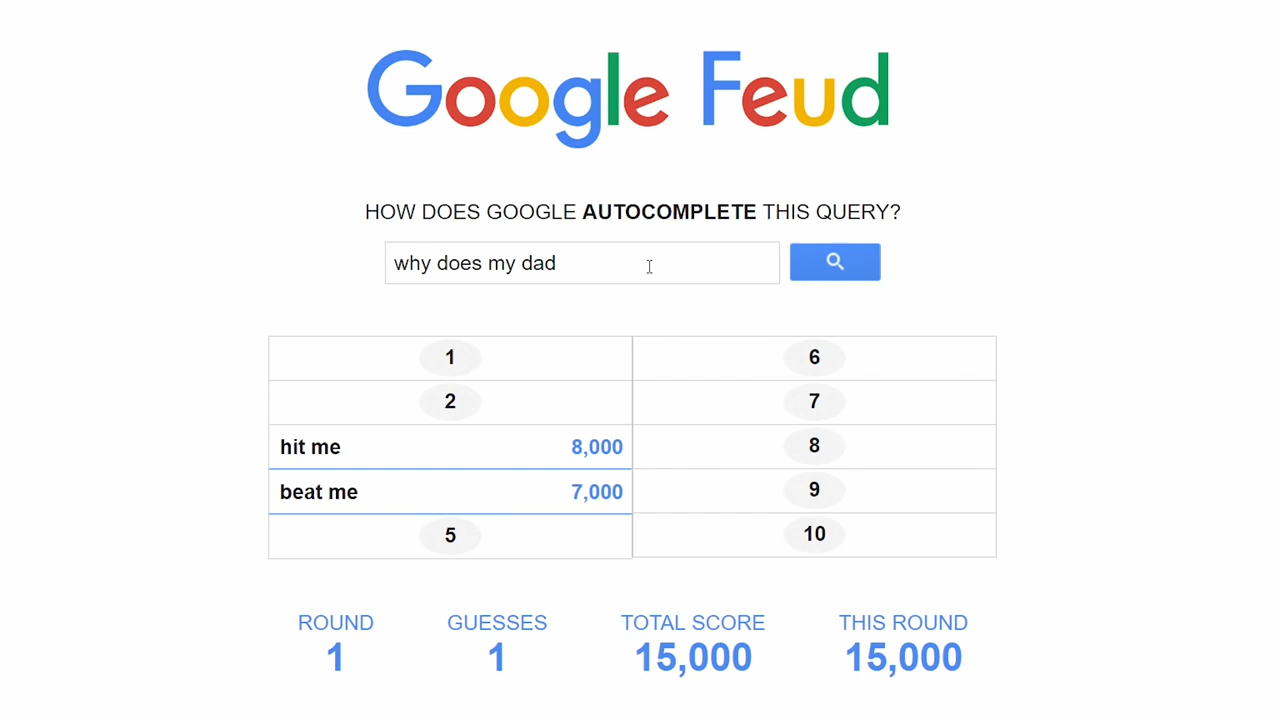 Google Feud
HOW DOES GOOGLE AUTOCOMPLETE THIS QUERY?
why does my dad
1
2
hit me 8,000
beat me 7,000
5
6
7
8
9
10
ROUND GUESSES TOTAL SCORE THIS ROUND
1 1 15,000 15,000